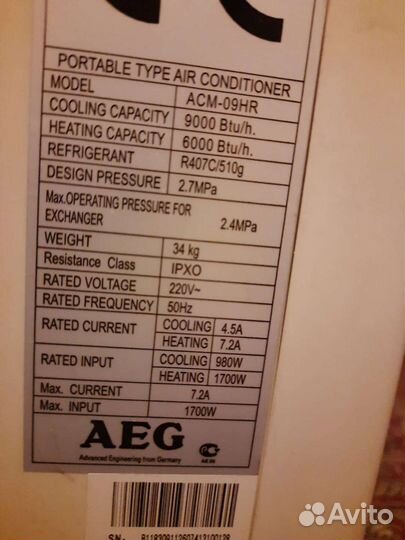 PORTABLE TYPE AIR CONDITIONER
MODEL ACM-09HR
COOLING CAPACITY 9000 Btu/h.
HEATING CAPACITY 6000 Btu/h.
REFRIGERANT R407C/510g
DESIGN PRESSURE 2.7MPa
Max.OPERATING PRESSURE FOR
EXCHANGER 2.4MPa
WEIGHT 34 kg
Resistance Class IPXO
RATED VOLTAGE 220V~
RATED FREQUENCY 50Hz
RATED CURRENT COOLING 4.5A
HEATING 7.2A
RATED INPUT COOLING 980W
HEATING 1700W
Max. CURRENT 7.2A
Max. INPUT 1700W
AEG
Advanced Engineering from Germany
SN-
Avito